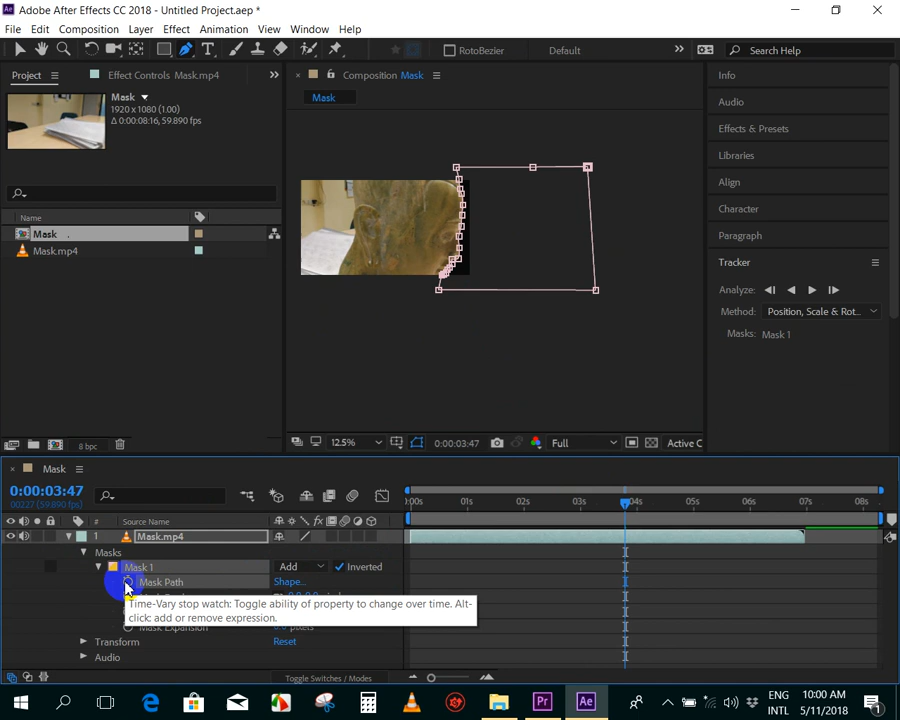 Adobe After Effects CC 2018 - Untitled Project.aep *
File Edit Composition Layer Effect Animation View Window Help
RotoBezier Default Search Help
Project Effect Controls Mask.mp4
Composition Mask
Mask
Mask
1920 x 1080 (1.00)
Δ 0:00:08:16, 59.890 fps
Name
Mask
Mask.mp4
8 bpc
12.5% 0:00:03:47 Full Active C
Info
Audio
Effects & Presets
Libraries
Align
Character
Paragraph
Tracker
Analyze:
Method: Position, Scale & Rot...
Masks: Mask 1
Mask
0:00:03:47
00227 (59.890 fps)
:00s 01s 02s 03s 04s 05s 06s 07s 08s
# Source Name
1 Mask.mp4
Masks
Mask 1 Add Inverted
Mask Path Shape...
Time-Vary stop watch: Toggle ability of property to change over time. Alt-
click: add or remove expression.
Mask Expansion pixels
Transform Reset
Audio
Toggle Switches / Modes
ENG 10:00 AM
INTL 5/11/2018